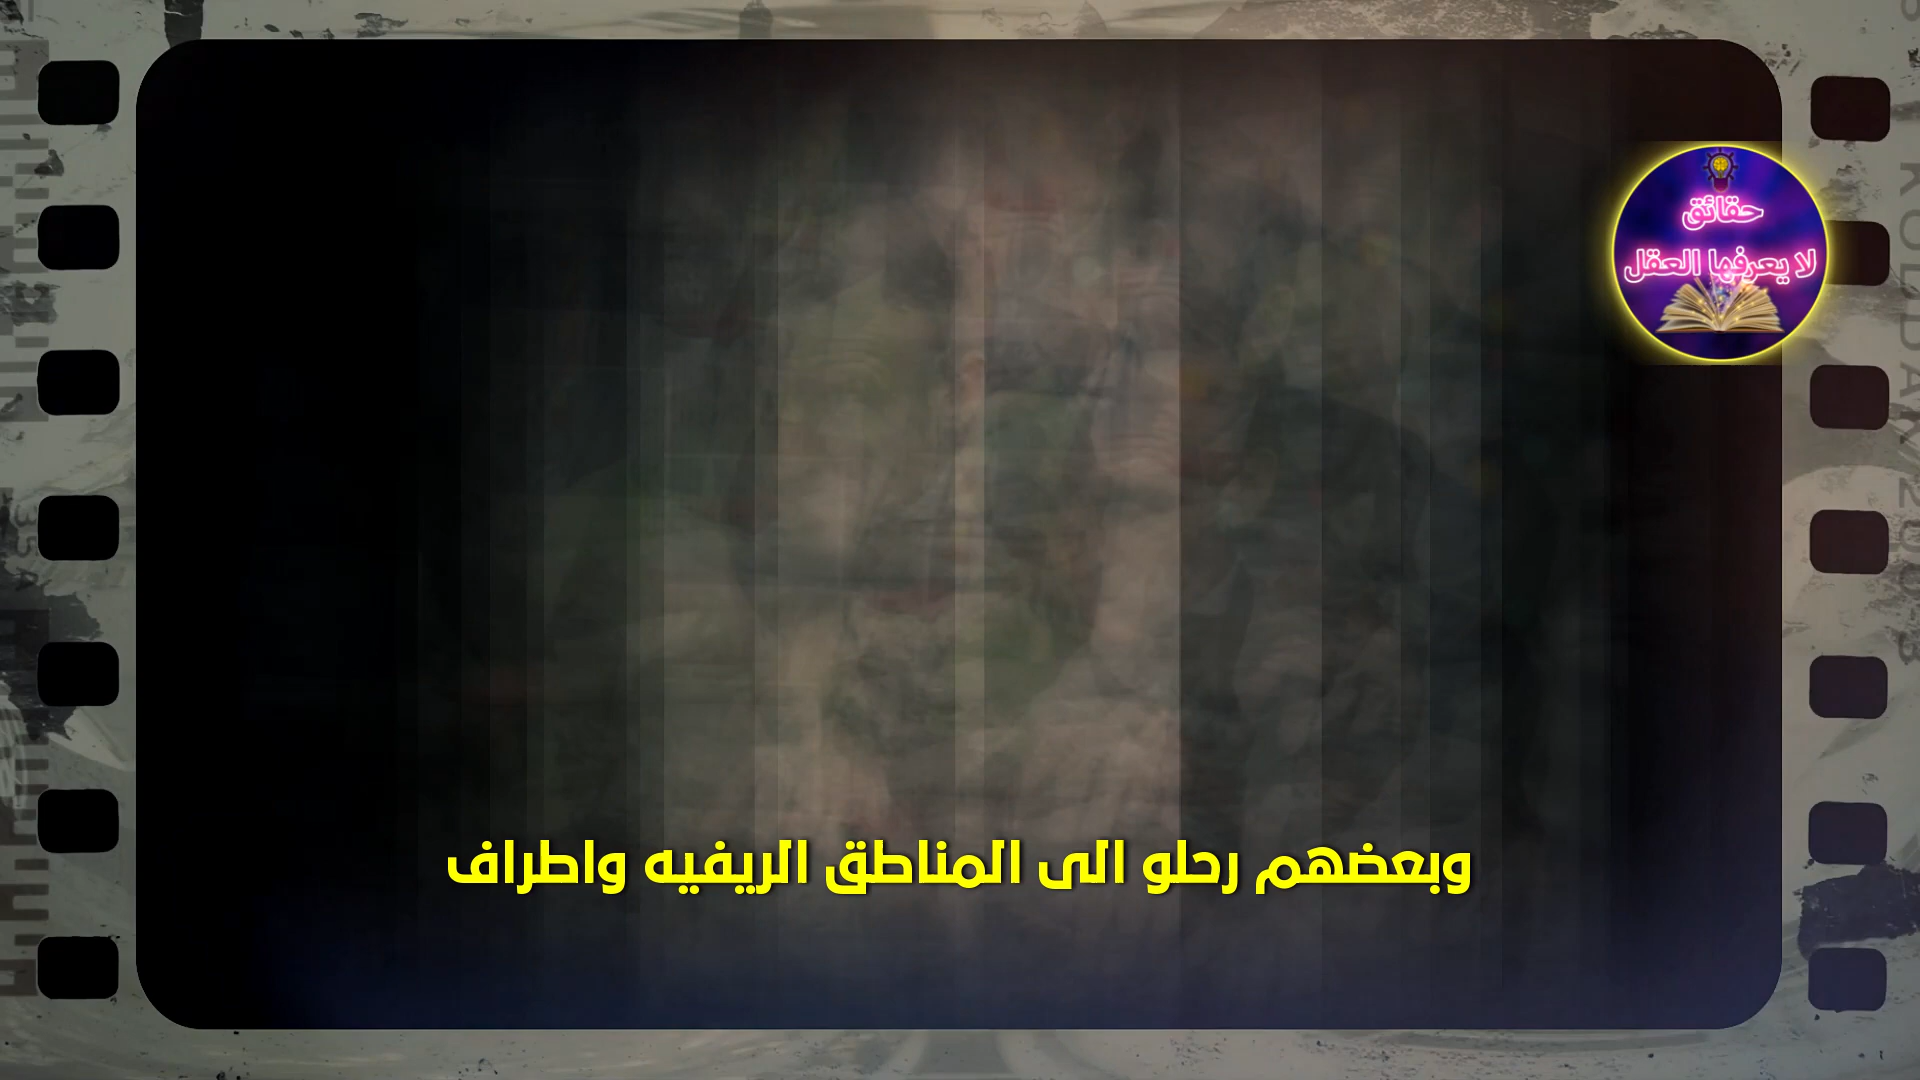 حقائق
لا يعرفها العقل
وبعضهم رحلو الى المناطق الريفيه واطراف